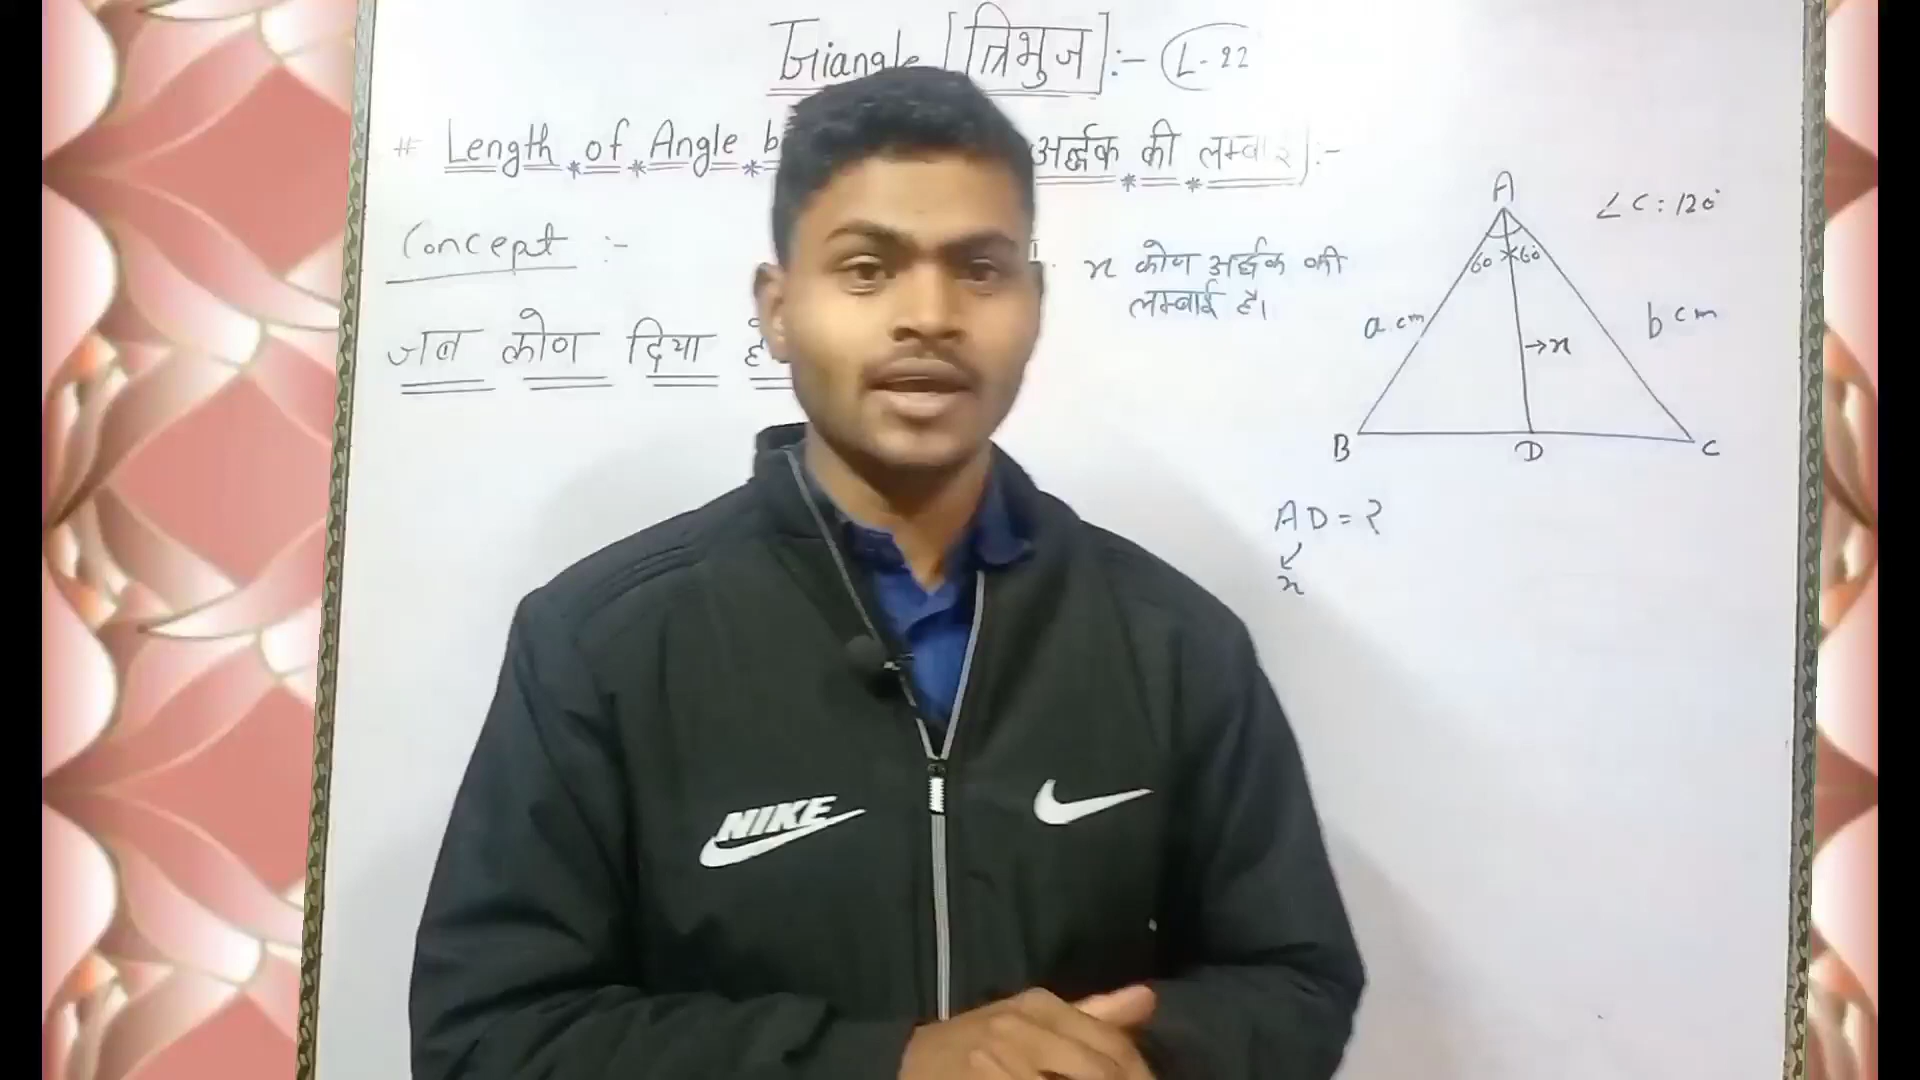 Triangle [त्रिभुज] :- L-22
# Length of Angle अर्द्धक की लम्बाई] :-
Concept :-
x कोण अर्द्धक की
लम्बाई है।
जब कोण दिया
A
∠C = 120°
60 60
a cm
b cm
→x
B
D
C
AD = ?
x
NIKE